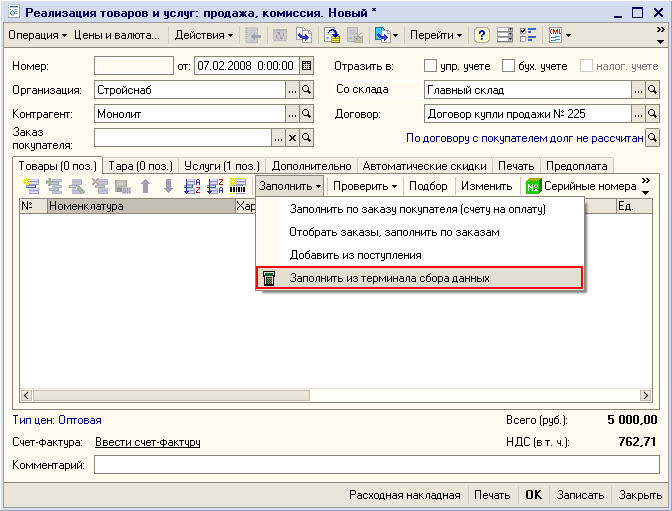 Реализация товаров и услуг: продажа, комиссия. Новый *
Операция Цены и валюта... Действия Перейти
Номер: от: 07.02.2008 0:00:00 Отразить в: упр. учете бух. учете налог. учете
Организация: Стройснаб Со склада Главный склад
Контрагент: Монолит Договор: Договор купли продажи № 225
Заказ
покупателя: По договору с покупателем долг не рассчитан
Товары (0 поз.) Тара (0 поз.) Услуги (1 поз.) Дополнительно Автоматические скидки Печать Предоплата
Заполнить Проверить Подбор Изменить № Серийные номера
№ Номенклатура Хар Ед.
Заполнить по заказу покупателя (счету на оплату)
Отобрать заказы, заполнить по заказам
Добавить из поступления
Заполнить из терминала сбора данных
Тип цен: Оптовая Всего (руб.): 5 000,00
Счет-фактура: Ввести счет-фактуру НДС (в т. ч.): 762,71
Комментарий:
Расходная накладная Печать OK Записать Закрыть